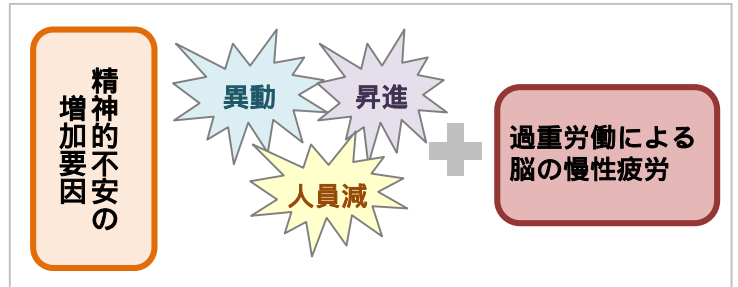 精神的不安の
増加要因
異動
昇進
人員減
過重労働による
脳の慢性疲労